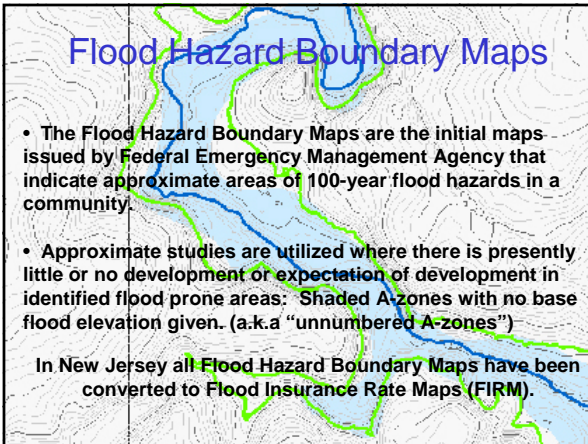 Flood Hazard Boundary Maps
• The Flood Hazard Boundary Maps are the initial maps
issued by Federal Emergency Management Agency that
indicate approximate areas of 100-year flood hazards in a
community.
• Approximate studies are utilized where there is presently
little or no development or expectation of development in
identified flood prone areas: Shaded A-zones with no base
flood elevation given. (a.k.a “unnumbered A-zones”)
In New Jersey all Flood Hazard Boundary Maps have been
converted to Flood Insurance Rate Maps (FIRM).